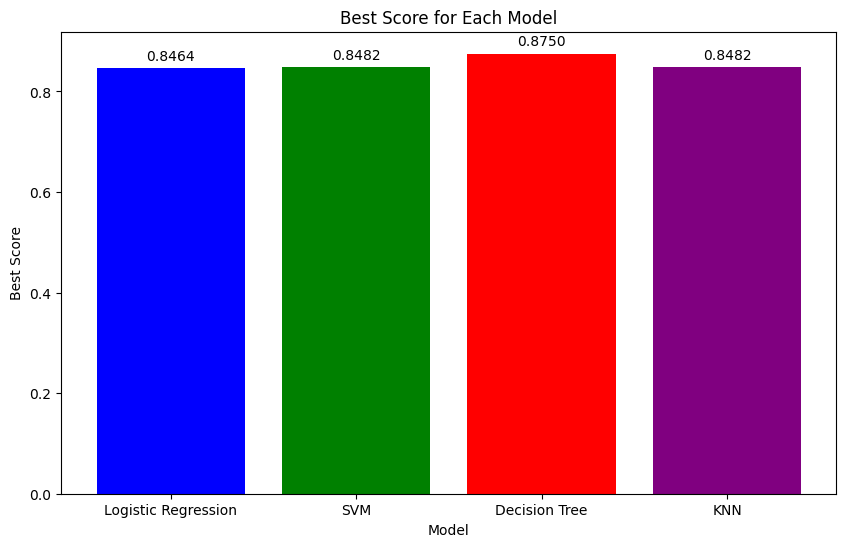 Best Score for Each Model
0.8464
0.8482
0.8750
0.8482
0.8
0.6
0.4
0.2
0.0
Best Score
Logistic Regression
SVM
Decision Tree
KNN
Model